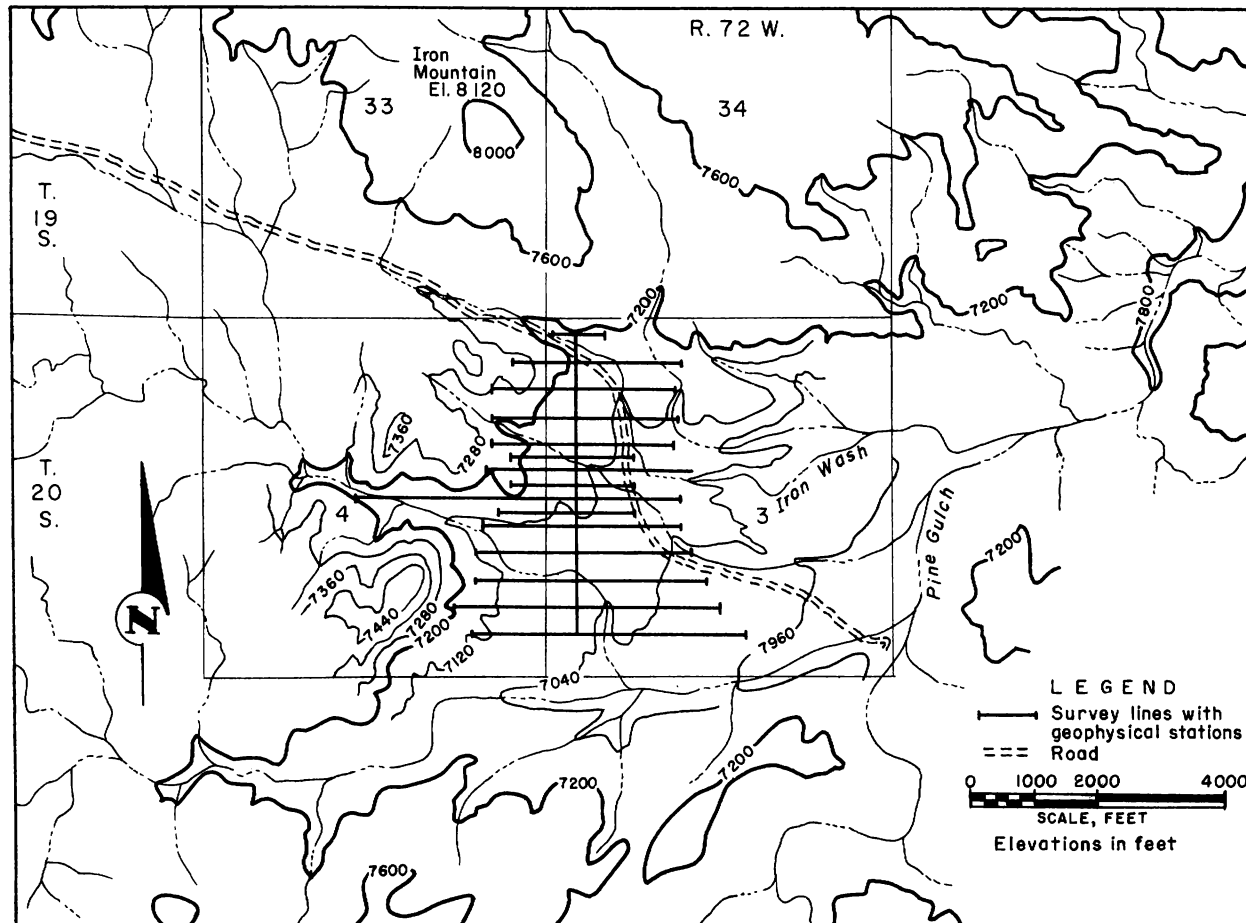 R. 72 W.
Iron
Mountain
El. 8120
33
34
8000
7600
T.
19
S.
7600
7200
7200
7800
7360
7280
T.
20
S.
4
3 Iron Wash
Pine Gulch
7200
7360
7440
7280
7200
7120
7960
7040
N
LEGEND
Survey lines with
geophysical stations
Road
7200
7200
0 1000 2000 4000
SCALE, FEET
Elevations in feet
7600